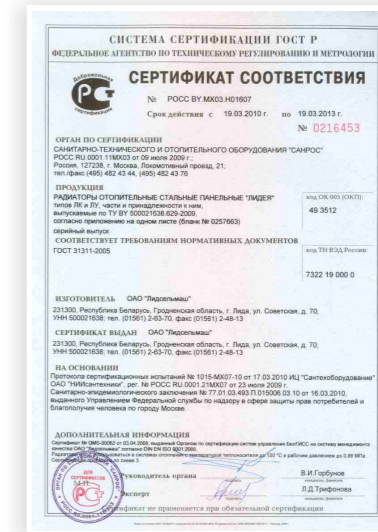 СИСТЕМА СЕРТИФИКАЦИИ ГОСТ Р
ФЕДЕРАЛЬНОЕ АГЕНТСТВО ПО ТЕХНИЧЕСКОМУ РЕГУЛИРОВАНИЮ И МЕТРОЛОГИИ
СЕРТИФИКАТ СООТВЕТСТВИЯ
№ РОСС BY.MX03.H01607
Срок действия с 19.03.2010 г. по 19.03.2013 г.
№ 0216453
ОРГАН ПО СЕРТИФИКАЦИИ
САНИТАРНО-ТЕХНИЧЕСКОГО И ОТОПИТЕЛЬНОГО ОБОРУДОВАНИЯ "САНРОС"
РОСС RU.0001.11МХ03 от 09 июля 2009 г.;
Россия, 127238, г. Москва, Локомотивный проезд, 21;
тел./факс (495) 482 43 44, (495) 482 43 76
ПРОДУКЦИЯ
РАДИАТОРЫ ОТОПИТЕЛЬНЫЕ СТАЛЬНЫЕ ПАНЕЛЬНЫЕ "ЛИДЕЯ"
типов ЛК и ЛУ, части и принадлежности к ним,
выпускаемые по ТУ BY 500021638.629-2009,
согласно приложению на одном листе (бланк № 0257663)
серийный выпуск
код ОК 005 (ОКП):
49 3512
СООТВЕТСТВУЕТ ТРЕБОВАНИЯМ НОРМАТИВНЫХ ДОКУМЕНТОВ
ГОСТ 31311-2005
код ТН ВЭД России:
7322 19 000 0
ИЗГОТОВИТЕЛЬ ОАО "Лидсельмаш"
231300, Республика Беларусь, Гродненская область, г. Лида, ул. Советская, д. 70;
УНН 500021638; тел. (01561) 2-63-70, факс (01561) 2-48-13
СЕРТИФИКАТ ВЫДАН ОАО "Лидсельмаш"
231300, Республика Беларусь, Гродненская область, г. Лида, ул. Советская, д. 70;
УНН 500021638; тел. (01561) 2-63-70, факс (01561) 2-48-13
НА ОСНОВАНИИ
Протокола сертификационных испытаний № 1015-МХ07-10 от 17.03.2010 ИЦ "Сантехоборудование"
ОАО "НИИсантехники", рег. № РОСС RU.0001.21МХ07 от 23 июля 2009 г.
Санитарно-эпидемиологического заключения № 77.01.03.493.П.015006.03.10 от 16.03.2010,
выданного Управлением Федеральной службы по надзору в сфере защиты прав потребителей и
благополучия человека по городу Москве.
ДОПОЛНИТЕЛЬНАЯ ИНФОРМАЦИЯ
М.П.
Руководитель органа
В.И.Горбунов
Эксперт
Л.Д.Трифонова
Сертификат не применяется при обязательной сертификации